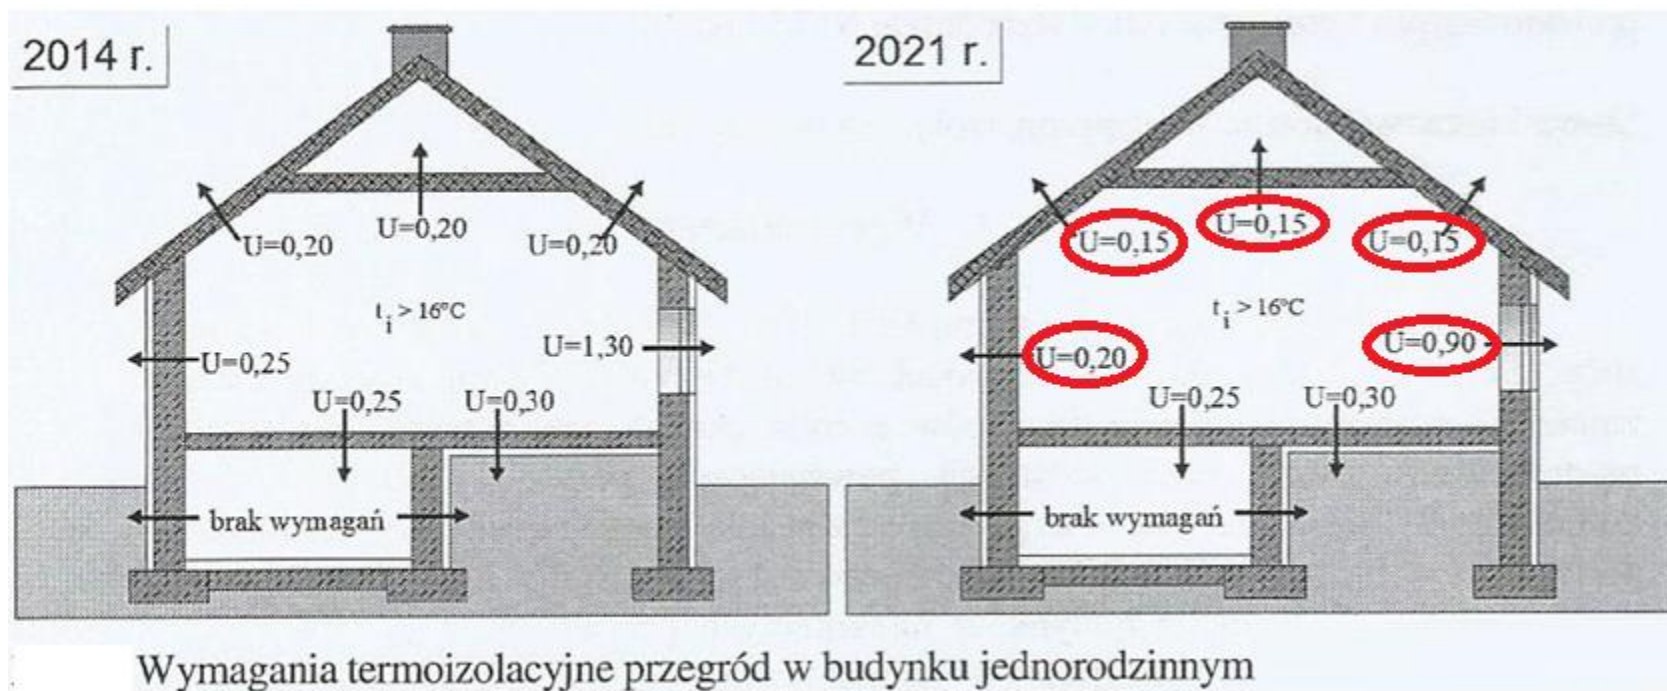 2014 r.
U=0,20
U=0,20
U=0,20
t i > 16°C
U=0,25
U=1,30
U=0,25
U=0,30
brak wymagań
2021 r.
U=0,15
U=0,15
U=0,15
t i > 16°C
U=0,20
U=0,90
U=0,25
U=0,30
brak wymagań
Wymagania termoizolacyjne przegród w budynku jednorodzinnym